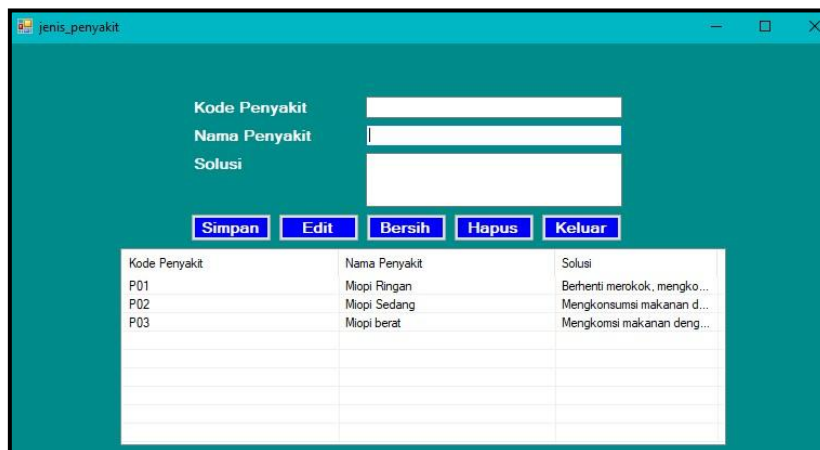 jenis_penyakit
Kode Penyakit
Nama Penyakit
Solusi
Simpan Edit Bersih Hapus Keluar
Kode Penyakit Nama Penyakit Solusi
P01 Miopi Ringan Berhenti merokok, mengko...
P02 Miopi Sedang Mengkonsumsi makanan d...
P03 Miopi berat Mengkomsi makanan deng...